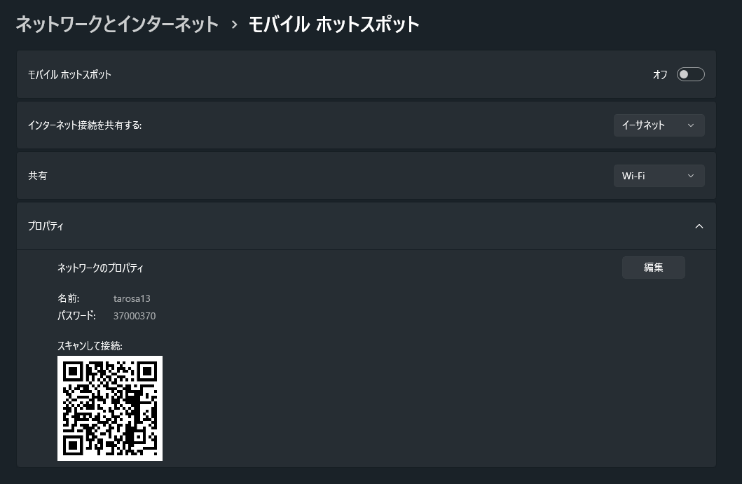 ネットワークとインターネット › モバイル ホットスポット
モバイル ホットスポット オフ
インターネット接続を共有する: イーサネット
共有 Wi-Fi
プロパティ
ネットワークのプロパティ 編集
名前: tarosa13
パスワード: 37000370
スキャンして接続: